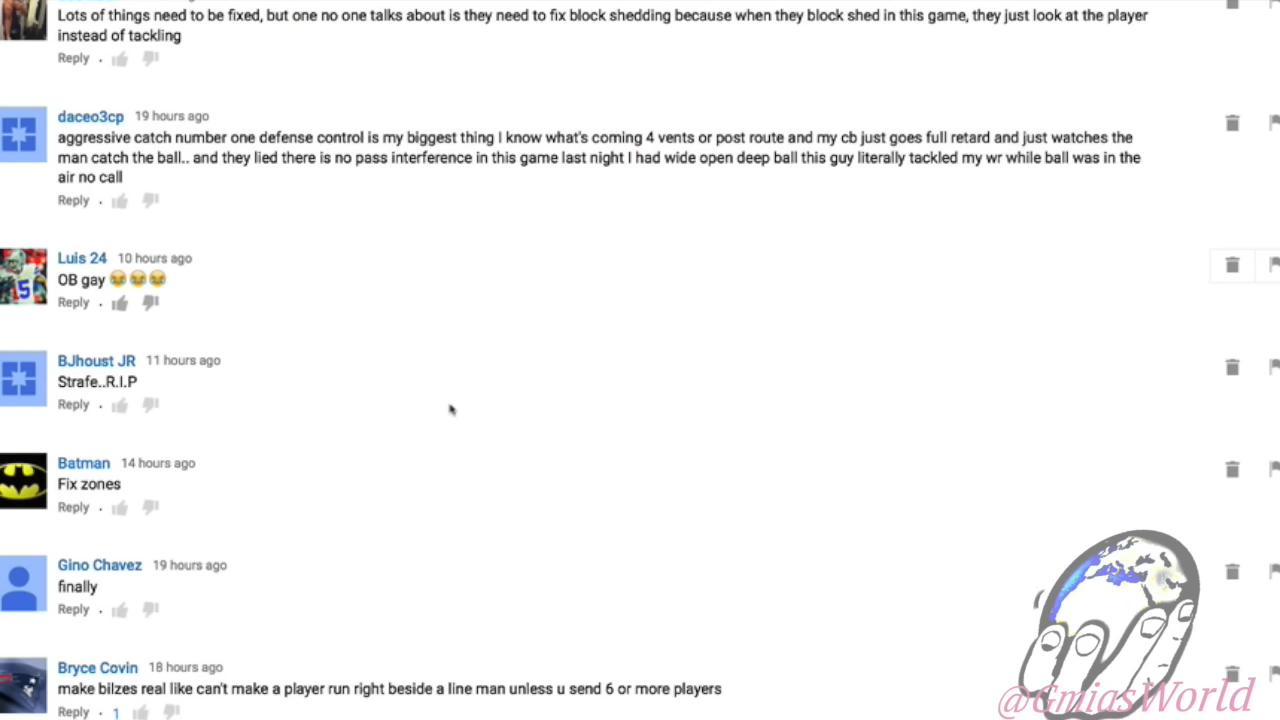 Lots of things need to be fixed, but one no one talks about is they need to fix block shedding because when they block shed in this game, they just look at the player
instead of tackling
Reply .
daceo3cp 19 hours ago
aggressive catch number one defense control is my biggest thing I know what's coming 4 vents or post route and my cb just goes full retard and just watches the
man catch the ball.. and they lied there is no pass interference in this game last night I had wide open deep ball this guy literally tackled my wr while ball was in the
air no call
Reply .
Luis 24 10 hours ago
OB gay 😂😂😂
Reply .
BJhoust JR 11 hours ago
Strafe..R.I.P
Reply .
Batman 14 hours ago
Fix zones
Reply .
Gino Chavez 19 hours ago
finally
Reply .
Bryce Covin 18 hours ago
make bilzes real like can't make a player run right beside a line man unless u send 6 or more players
Reply . 1
@GmiasWorld